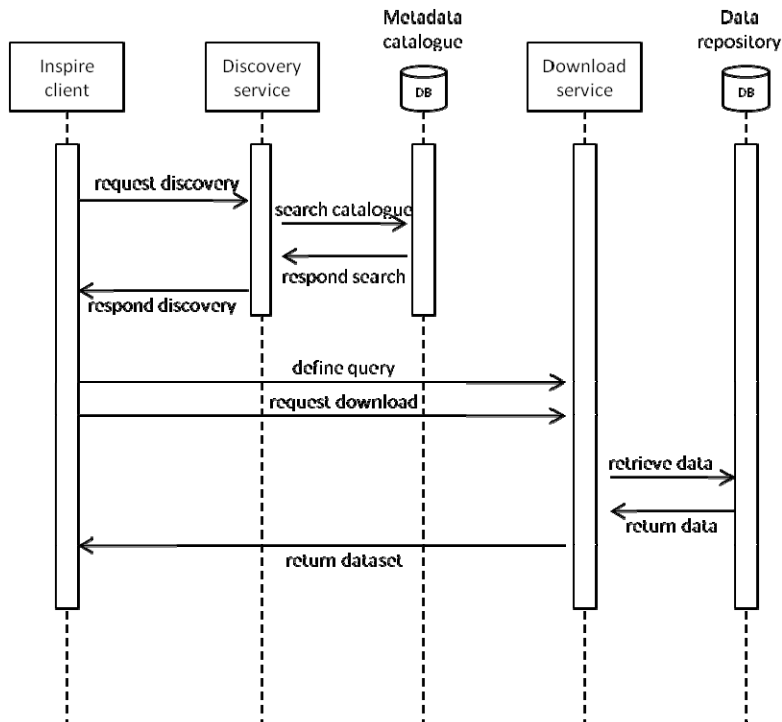 Metadata
catalogue
Data
repository
Inspire
client
Discovery
service
DB
Download
service
DB
request discovery
search catalogue
respond search
respond discovery
define query
request download
retrieve data
return data
return dataset